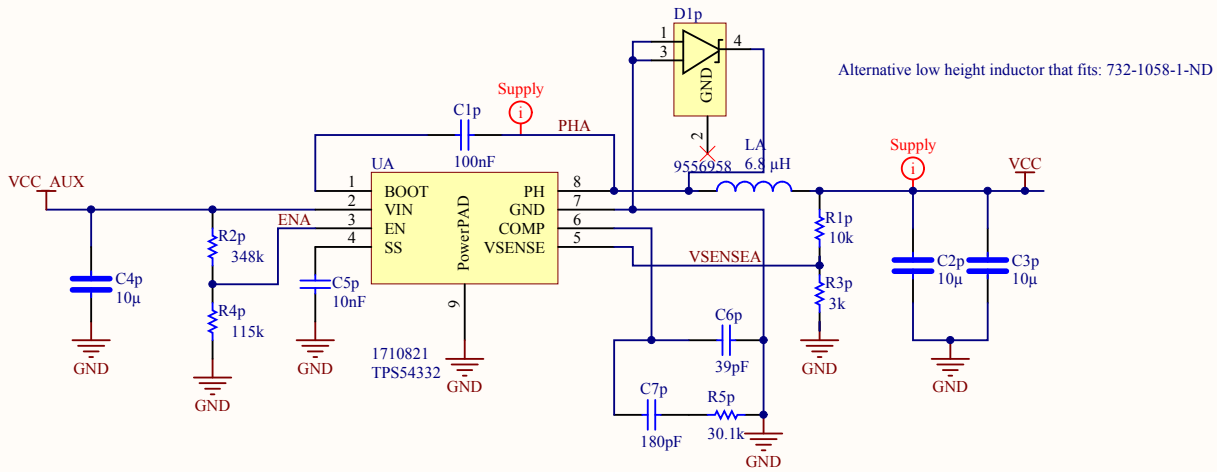 D1p
1
3
4
GND
2
Alternative low height inductor that fits: 732-1058-1-ND
Supply
i
C1p
100nF
PHA
9556958
LA
6.8 µH
Supply
i
VCC
VCC_AUX
UA
1
BOOT
2
VIN
3
EN
4
SS
PowerPAD
PH
8
GND
7
COMP
6
VSENSE
5
9
ENA
R2p
348k
R4p
115k
C4p
10µ
C5p
10nF
GND
GND
GND
1710821
TPS54332
GND
VSENSEA
R1p
10k
R3p
3k
GND
C2p
10µ
C3p
10µ
GND
C6p
39pF
C7p
180pF
R5p
30.1k
GND